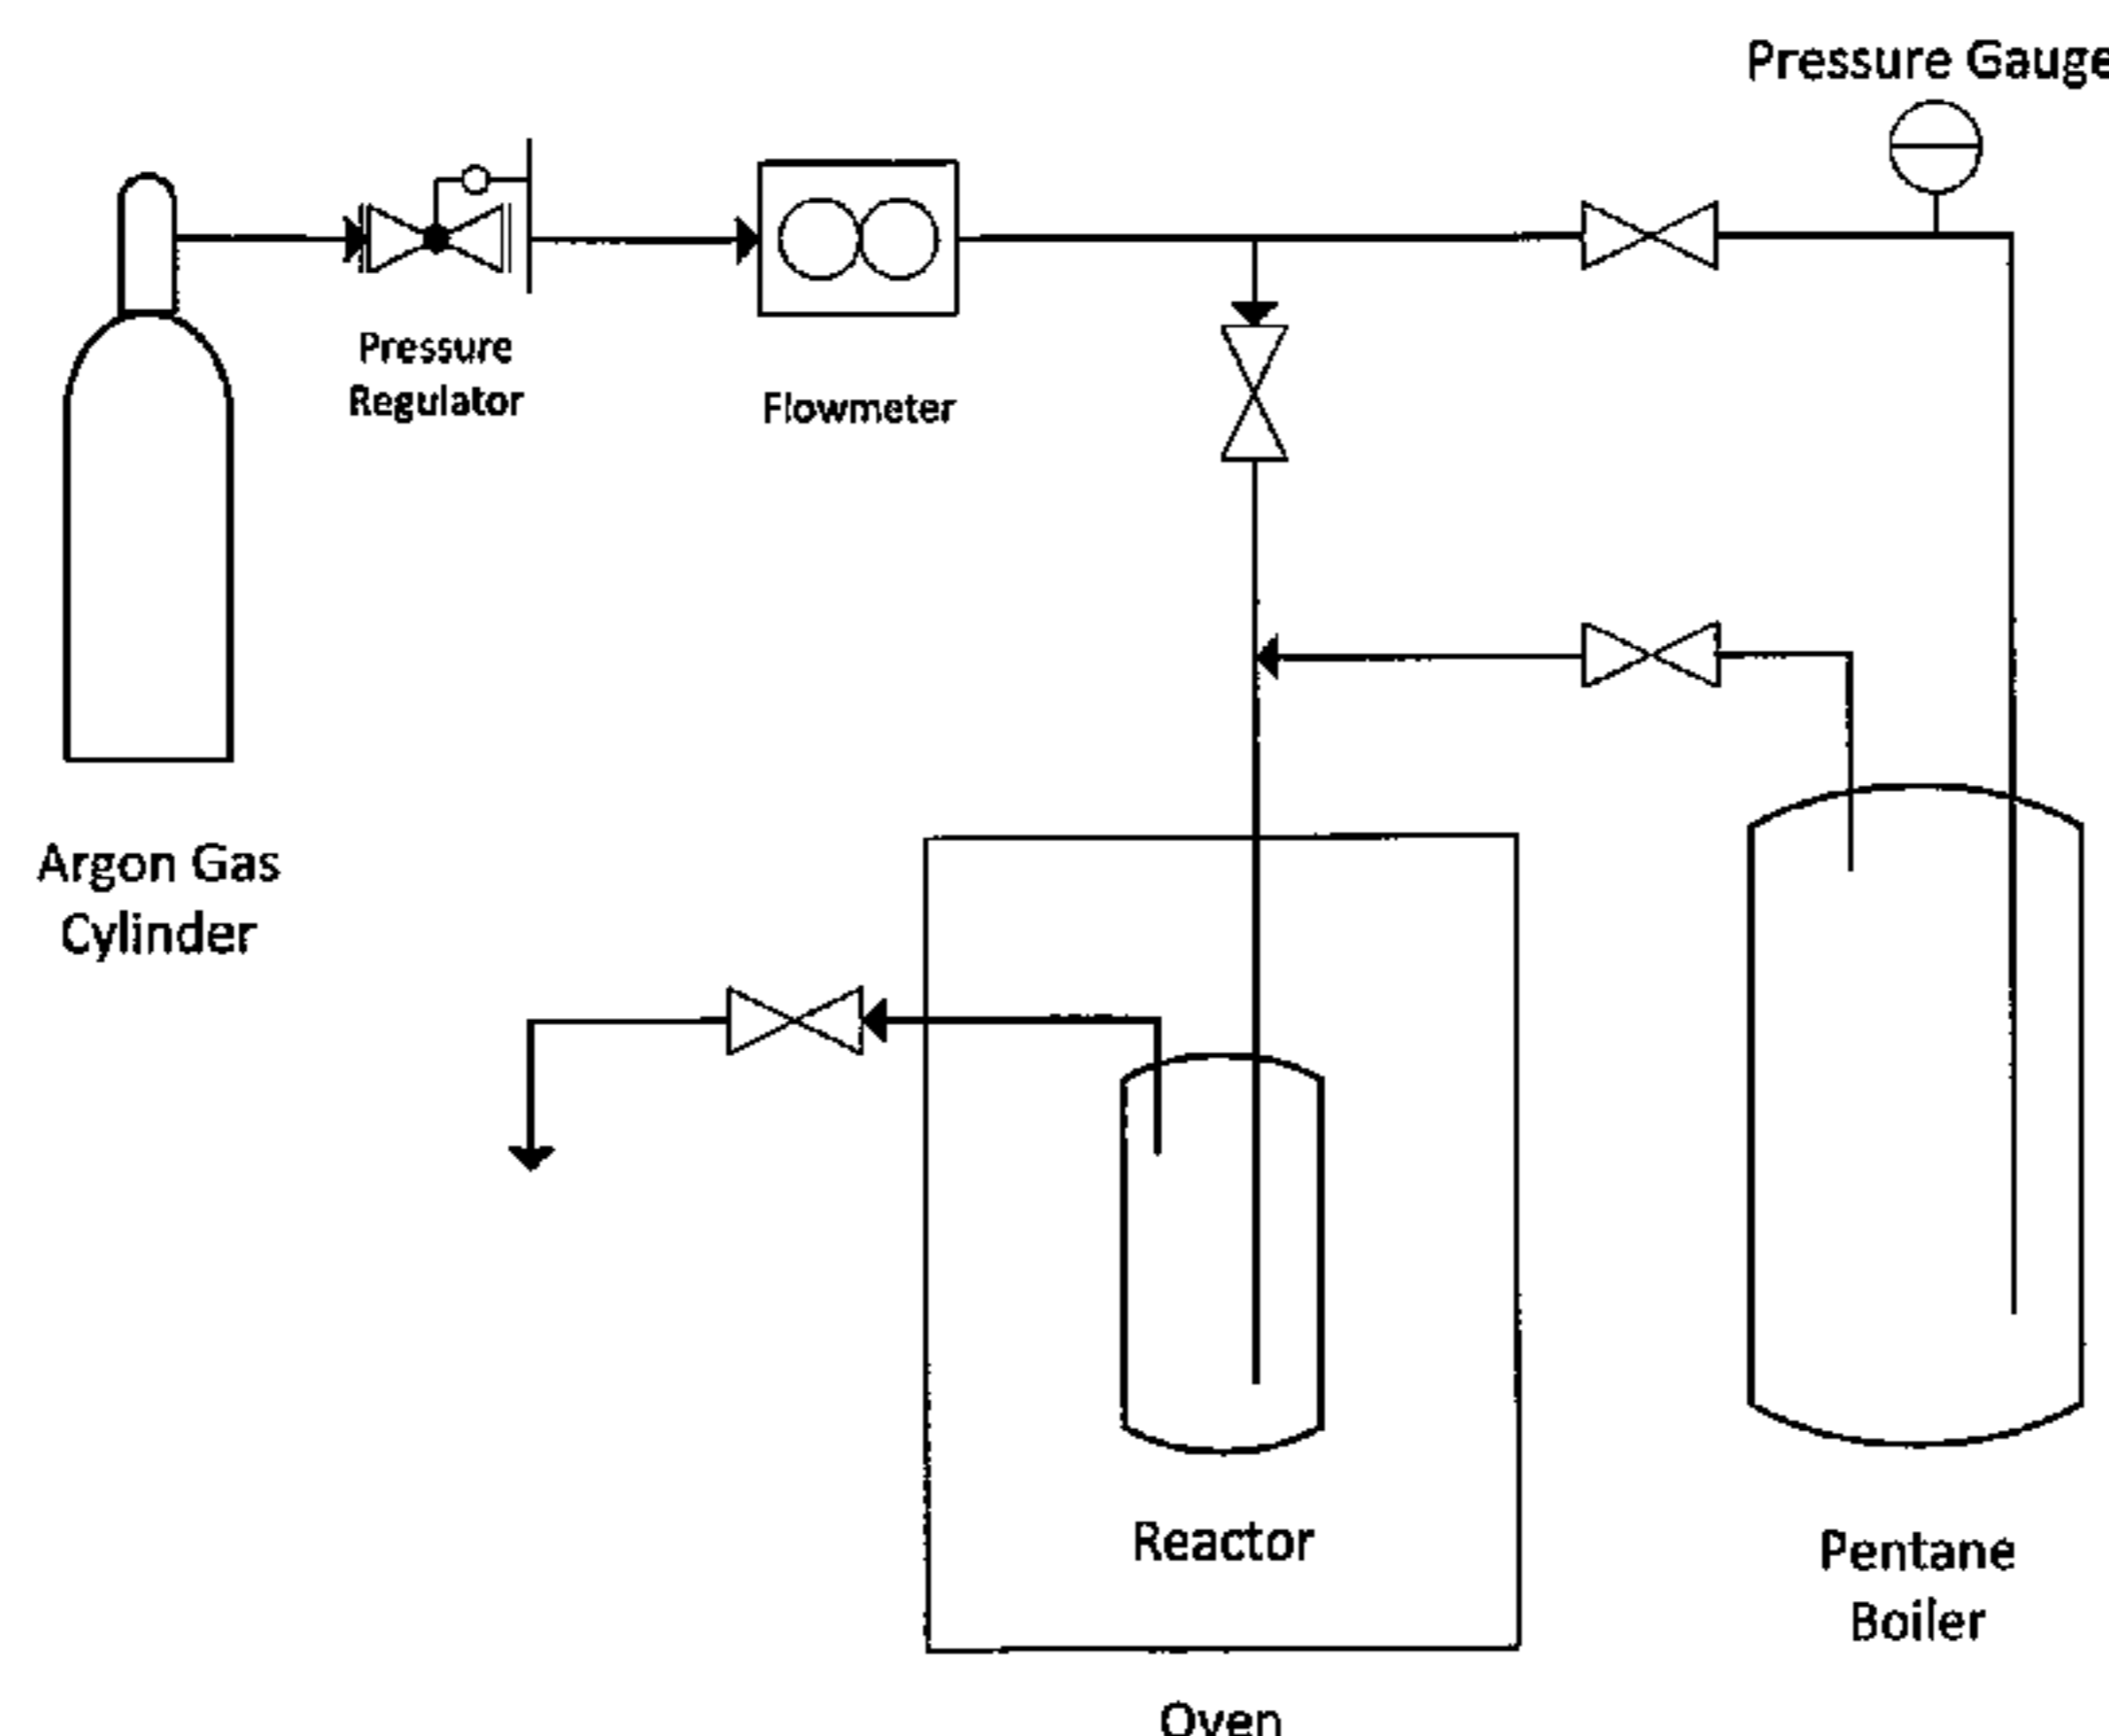 Pressure Gauge
Pressure
Regulator
Flowmeter
Argon Gas
Cylinder
Reactor
Pentane
Boiler
Oven